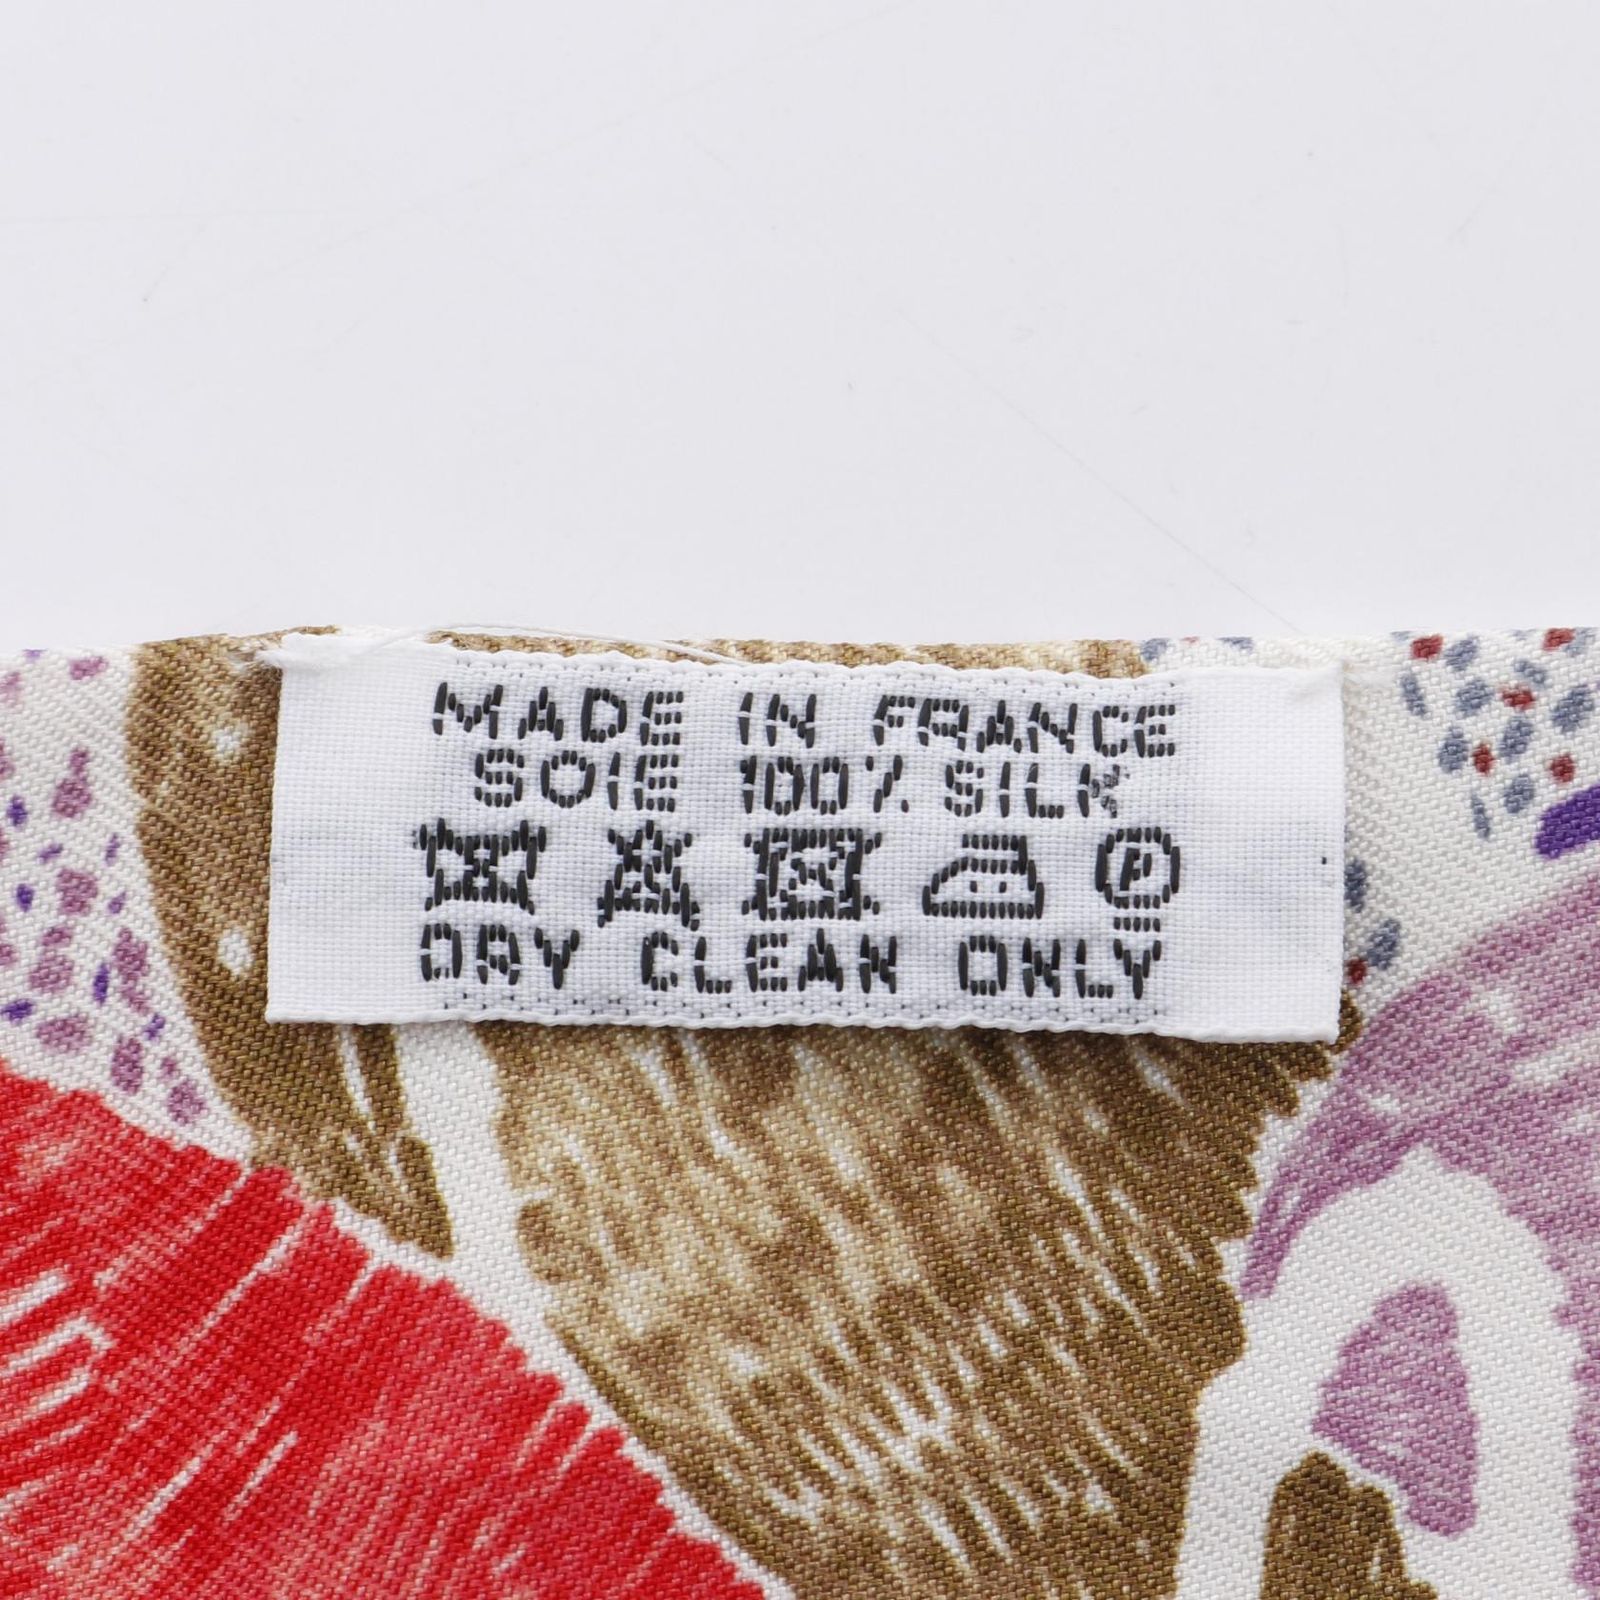 MADE IN FRANCE
SOIE 100% SILK
P
DRY CLEAN ONLY